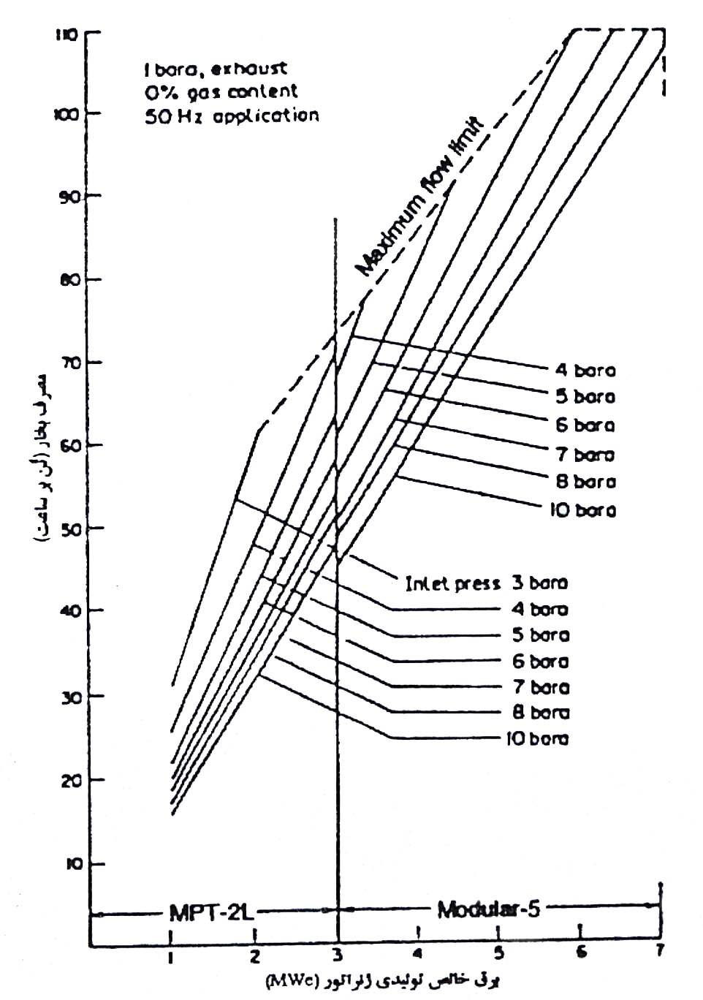 110
1 bara, exhaust
0% gas content
50 Hz application
100
Maximum flow limit
90
80
70
4 bara
5 bara
6 bara
60
7 bara
8 bara
10 bara
50
مصرف بخار (تُن بر ساعت)
Inlet press 3 bara
40
4 bara
5 bara
6 bara
7 bara
30
8 bara
10 bara
20
10
MPT-2L
Modular-5
1 2 3 4 5 6 7
برق خالص تولیدی ژنراتور (MWe)